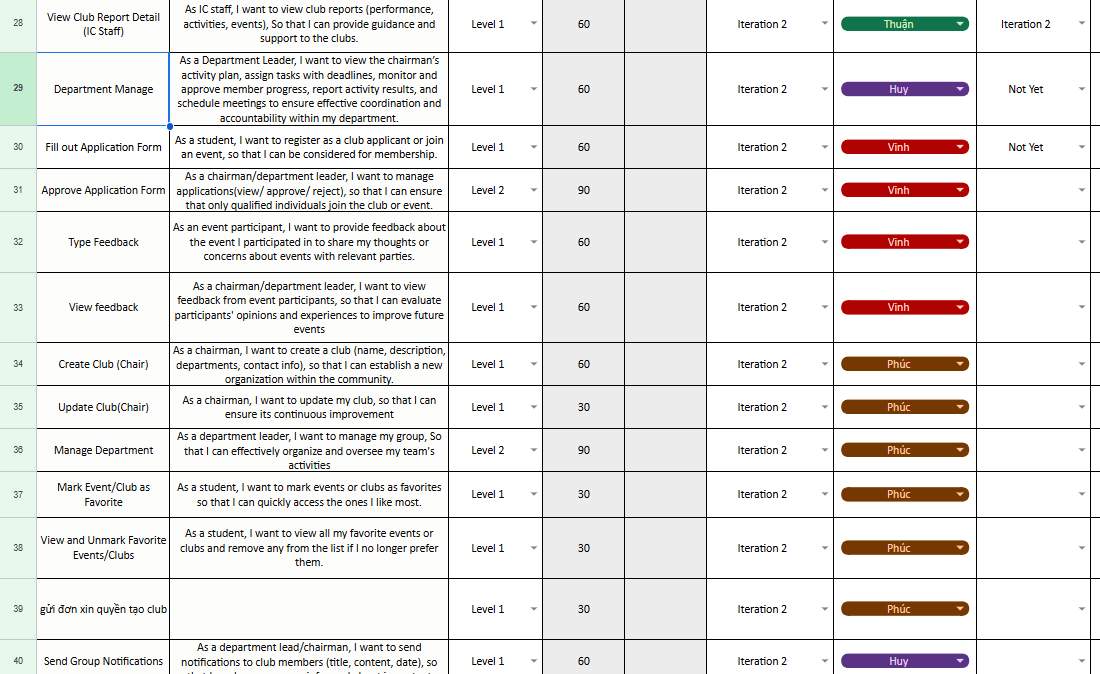 28
View Club Report Detail
(IC Staff)
As IC staff, I want to view club reports (performance,
activities, events), So that I can provide guidance and
support to the clubs.
Level 1
60
Iteration 2
Thuận
Iteration 2
29
Department Manage
As a Department Leader, I want to view the chairman's
activity plan, assign tasks with deadlines, monitor and
approve member progress, report activity results, and
schedule meetings to ensure effective coordination and
accountability within my department.
Level 1
60
Iteration 2
Huy
Not Yet
30
Fill out Application Form
As a student, I want to register as a club applicant or join
an event, so that I can be considered for membership.
Level 1
60
Iteration 2
Vinh
Not Yet
31
Approve Application Form
As a chairman/department leader, I want to manage
applications(view/ approve/ reject), so that I can ensure
that only qualified individuals join the club or event.
Level 2
90
Iteration 2
Vinh
32
Type Feedback
As an event participant, I want to provide feedback about
the event I participated in to share my thoughts or
concerns about events with relevant parties.
Level 1
60
Iteration 2
Vinh
33
View feedback
As a chairman/department leader, I want to view
feedback from event participants, so that I can evaluate
participants' opinions and experiences to improve future
events
Level 1
60
Iteration 2
Vinh
34
Create Club (Chair)
As a chairman, I want to create a club (name, description,
departments, contact info), so that I can establish a new
organization within the community.
Level 1
60
Iteration 2
Phúc
35
Update Club(Chair)
As a chairman, I want to update my club, so that I can
ensure its continuous improvement
Level 1
30
Iteration 2
Phúc
36
Manage Department
As a department leader, I want to manage my group, So
that I can effectively organize and oversee my team's
activities
Level 2
90
Iteration 2
Phúc
37
Mark Event/Club as
Favorite
As a student, I want to mark events or clubs as favorites
so that I can quickly access the ones I like most.
Level 1
30
Iteration 2
Phúc
38
View and Unmark Favorite
Events/Clubs
As a student, I want to view all my favorite events or
clubs and remove any from the list if I no longer prefer
them.
Level 1
30
Iteration 2
Phúc
39
gửi đơn xin quyền tạo club
Level 1
30
Iteration 2
Phúc
40
Send Group Notifications
As a department lead/chairman, I want to send
notifications to club members (title, content, date), so
Level 1
60
Iteration 2
Huy